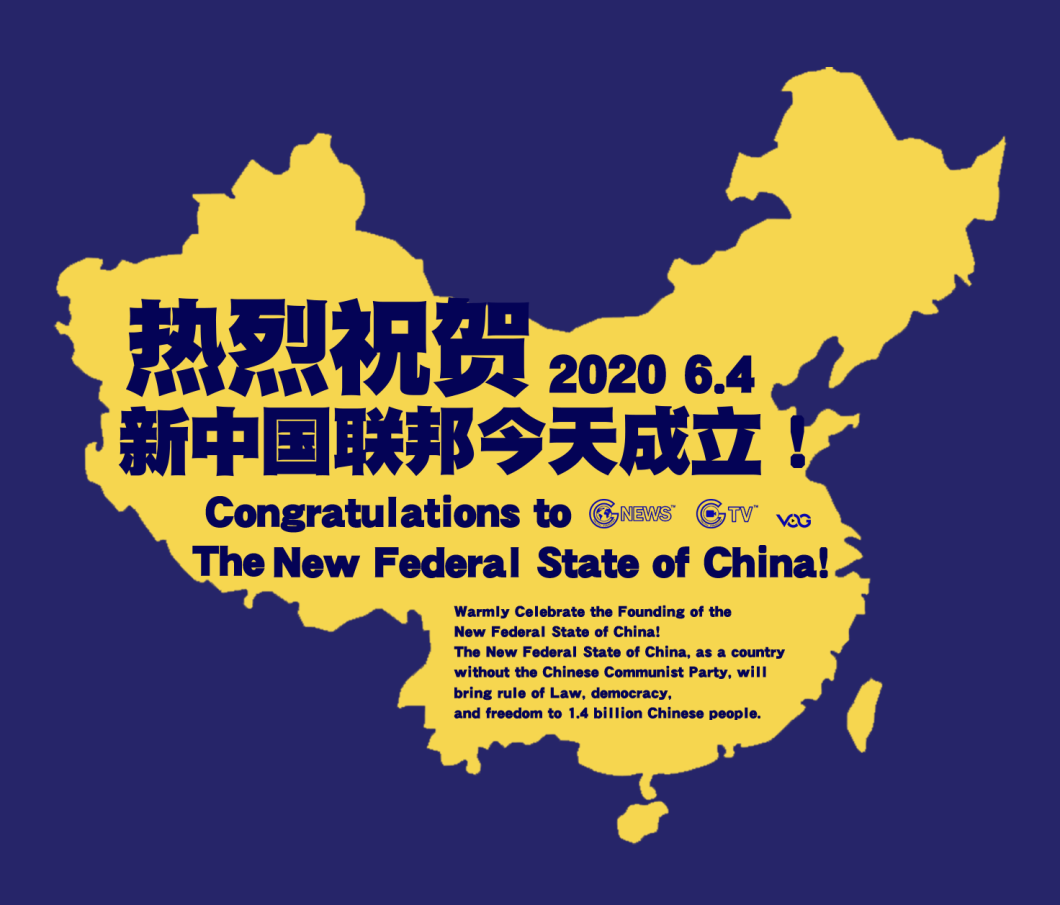 热烈祝贺 2020 6.4
新中国联邦今天成立！
Congratulations to GNEWS™ GTV™ VOG
The New Federal State of China!
Warmly Celebrate the Founding of the
New Federal State of China!
The New Federal State of China, as a country
without the Chinese Communist Party, will
bring rule of Law, democracy,
and freedom to 1.4 billion Chinese people.